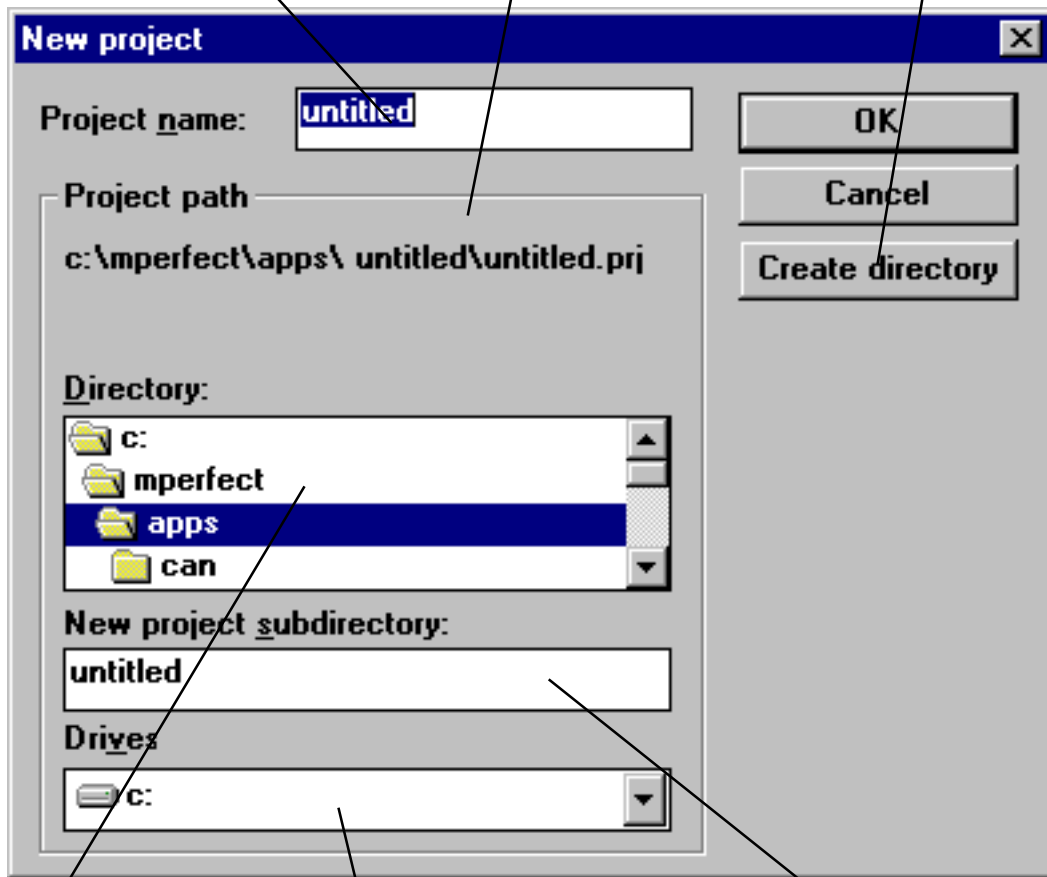 New project
Project name: untitled
OK
Cancel
Create directory
Project path
c:\mperfect\apps\ untitled\untitled.prj
Directory:
c:
mperfect
apps
can
New project subdirectory:
untitled
Drives
c: